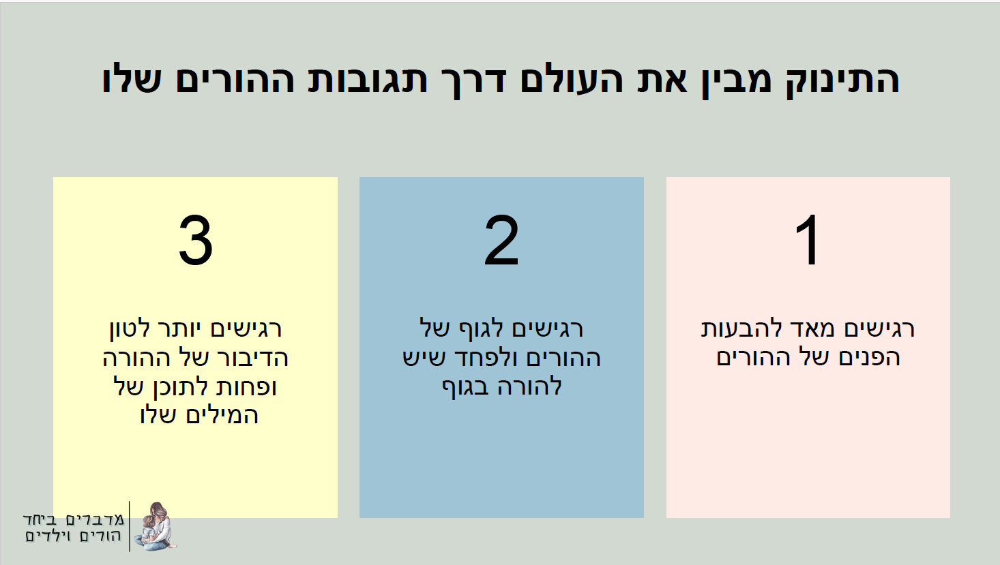 התינוק מבין את העולם דרך תגובות ההורים שלו
1
רגישים מאד להבעות
הפנים של ההורים
2
רגישים לגוף של
ההורים ולפחד שיש
להורה בגוף
3
רגישים יותר לטון
הדיבור של ההורה
ופחות לתוכן של
המילים שלו
מדברים ביחד
הורים וילדים